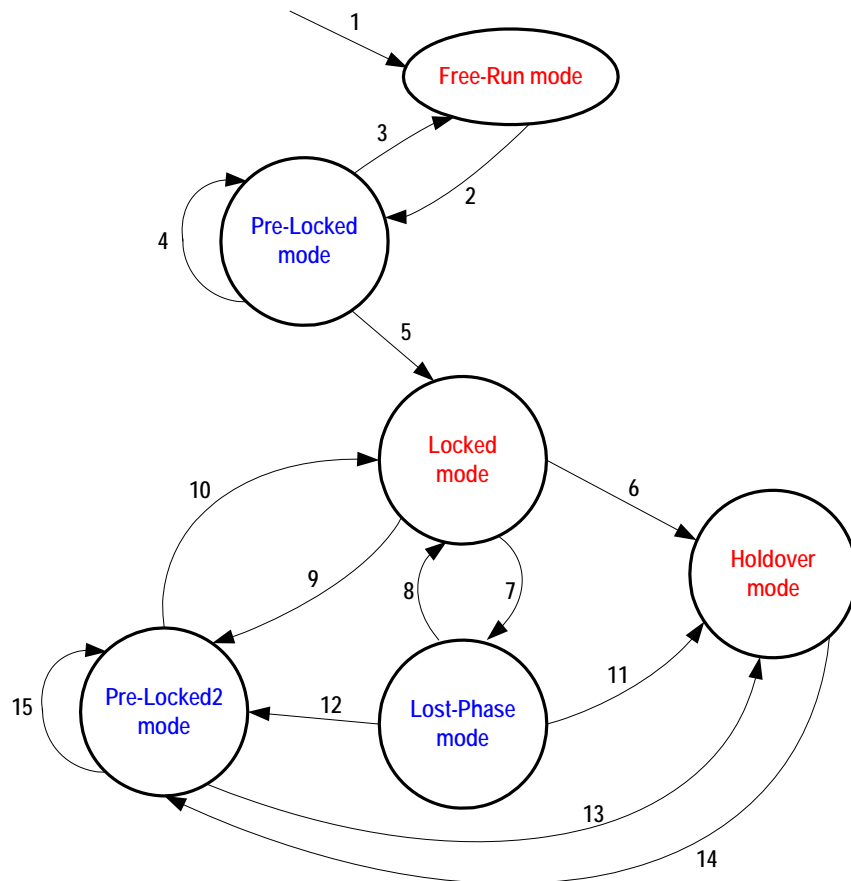 1
Free-Run mode
3
2
Pre-Locked
mode
4
5
Locked
mode
10
6
Holdover
mode
9
8
7
11
Pre-Locked2
mode
15
12
Lost-Phase
mode
13
14